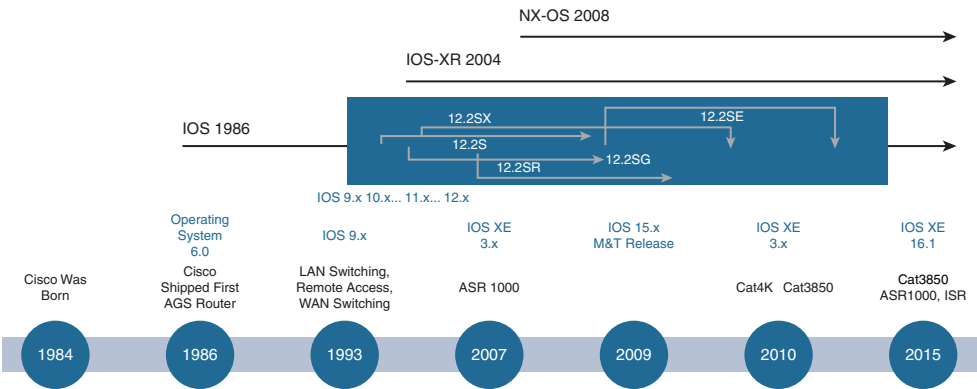 NX-OS 2008
IOS-XR 2004
IOS 1986
12.2SX
12.2SE
12.2S
12.2SG
12.2SR
IOS 9.x 10.x... 11.x... 12.x
Operating
System
6.0
IOS 9.x
IOS XE
3.x
IOS 15.x
M&T Release
IOS XE
3.x
IOS XE
16.1
Cisco Was
Born
Cisco
Shipped First
AGS Router
LAN Switching,
Remote Access,
WAN Switching
ASR 1000
Cat4K Cat3850
Cat3850
ASR1000, ISR
1984
1986
1993
2007
2009
2010
2015